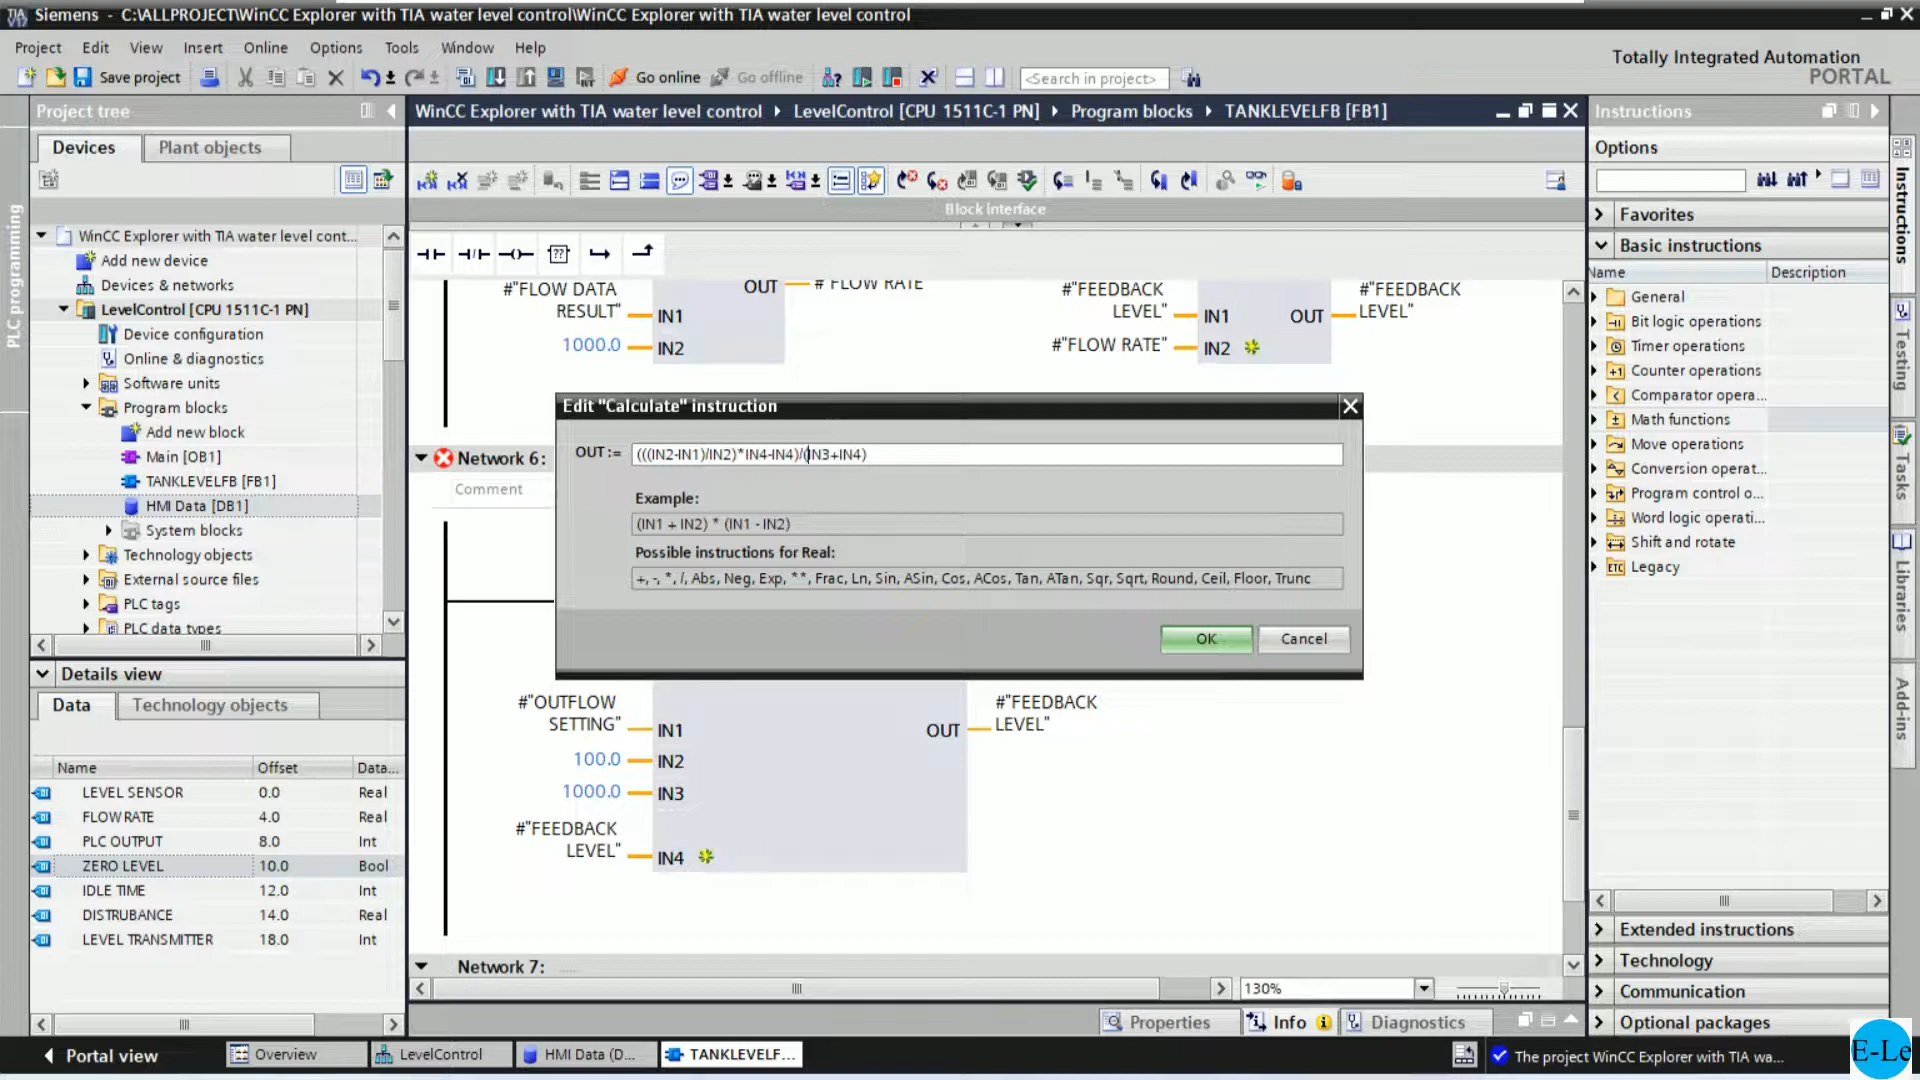 Siemens - C:\ALLPROJECT\WinCC Explorer with TIA water level control\WinCC Explorer with TIA water level control
Project Edit View Insert Online Options Tools Window Help
Totally Integrated Automation
PORTAL
Save project
Go online
Go offline
<Search in project>
Project tree
WinCC Explorer with TIA water level control LevelControl [CPU 1511C-1 PN] Program blocks TANKLEVELFB [FB1]
Instructions
Devices
Plant objects
Options
Block interface
PLC programming
WinCC Explorer with TIA water level cont...
Add new device
Devices & networks
LevelControl [CPU 1511C-1 PN]
Device configuration
Online & diagnostics
Software units
Program blocks
Add new block
Main [OB1]
TANKLEVELFB [FB1]
HMI Data [DB1]
System blocks
Technology objects
External source files
PLC tags
PLC data types
Details view
Data
Technology objects
Name Offset Data...
LEVEL SENSOR 0.0 Real
FLOW RATE 4.0 Real
PLC OUTPUT 8.0 Int
ZERO LEVEL 10.0 Bool
IDLE TIME 12.0 Int
DISTRUBANCE 14.0 Real
LEVEL TRANSMITTER 18.0 Int
??
#"FLOW DATA
RESULT"
IN1
1000.0
IN2
OUT
# FLOW RATE
#"FEEDBACK
LEVEL"
IN1
#"FLOW RATE"
IN2
OUT
#"FEEDBACK
LEVEL"
Network 6:
Comment
Edit "Calculate" instruction
OUT := (((IN2-IN1)/IN2)*IN4-IN4)/(IN3+IN4)
Example:
(IN1 + IN2) * (IN1 - IN2)
Possible instructions for Real:
+, -, *, /, Abs, Neg, Exp, **, Frac, Ln, Sin, ASin, Cos, ACos, Tan, ATan, Sqr, Sqrt, Round, Ceil, Floor, Trunc
OK
Cancel
#"OUTFLOW
SETTING"
IN1
100.0
IN2
1000.0
IN3
#"FEEDBACK
LEVEL"
IN4
OUT
#"FEEDBACK
LEVEL"
Network 7: .....
130%
Properties
Info
Diagnostics
Favorites
Basic instructions
Name Description
General
Bit logic operations
Timer operations
Counter operations
Comparator opera...
Math functions
Move operations
Conversion operat...
Program control o...
Word logic operati...
Shift and rotate
Legacy
Extended instructions
Technology
Communication
Optional packages
Instructions
Testing
Tasks
Libraries
Add-ins
Portal view
Overview
LevelControl
HMI Data (D...
TANKLEVELF...
The project WinCC Explorer with TIA wa...
E-Le